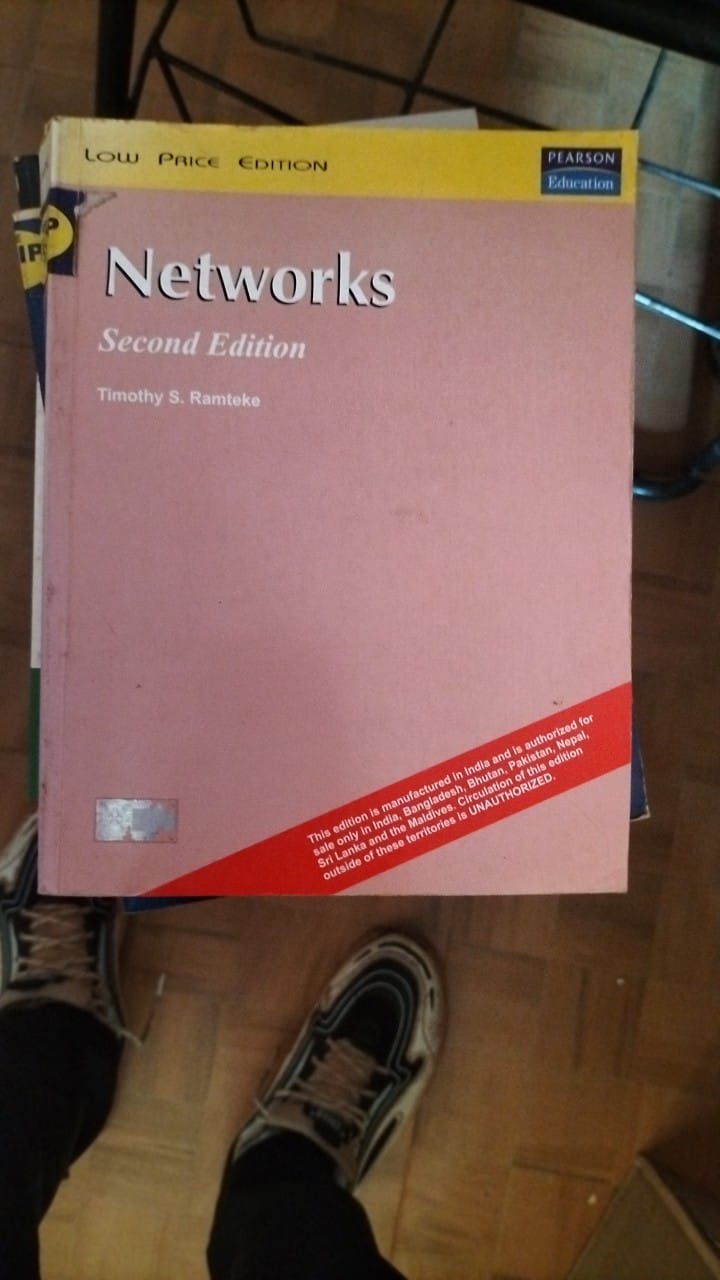 LOW PRICE EDITION
PEARSON
Education
Networks
Second Edition
Timothy S. Ramteke
This edition is manufactured in India and is authorized for
sale only in India, Bangladesh, Bhutan, Pakistan, Nepal,
Sri Lanka and the Maldives. Circulation of this edition
outside of these territories is UNAUTHORIZED.